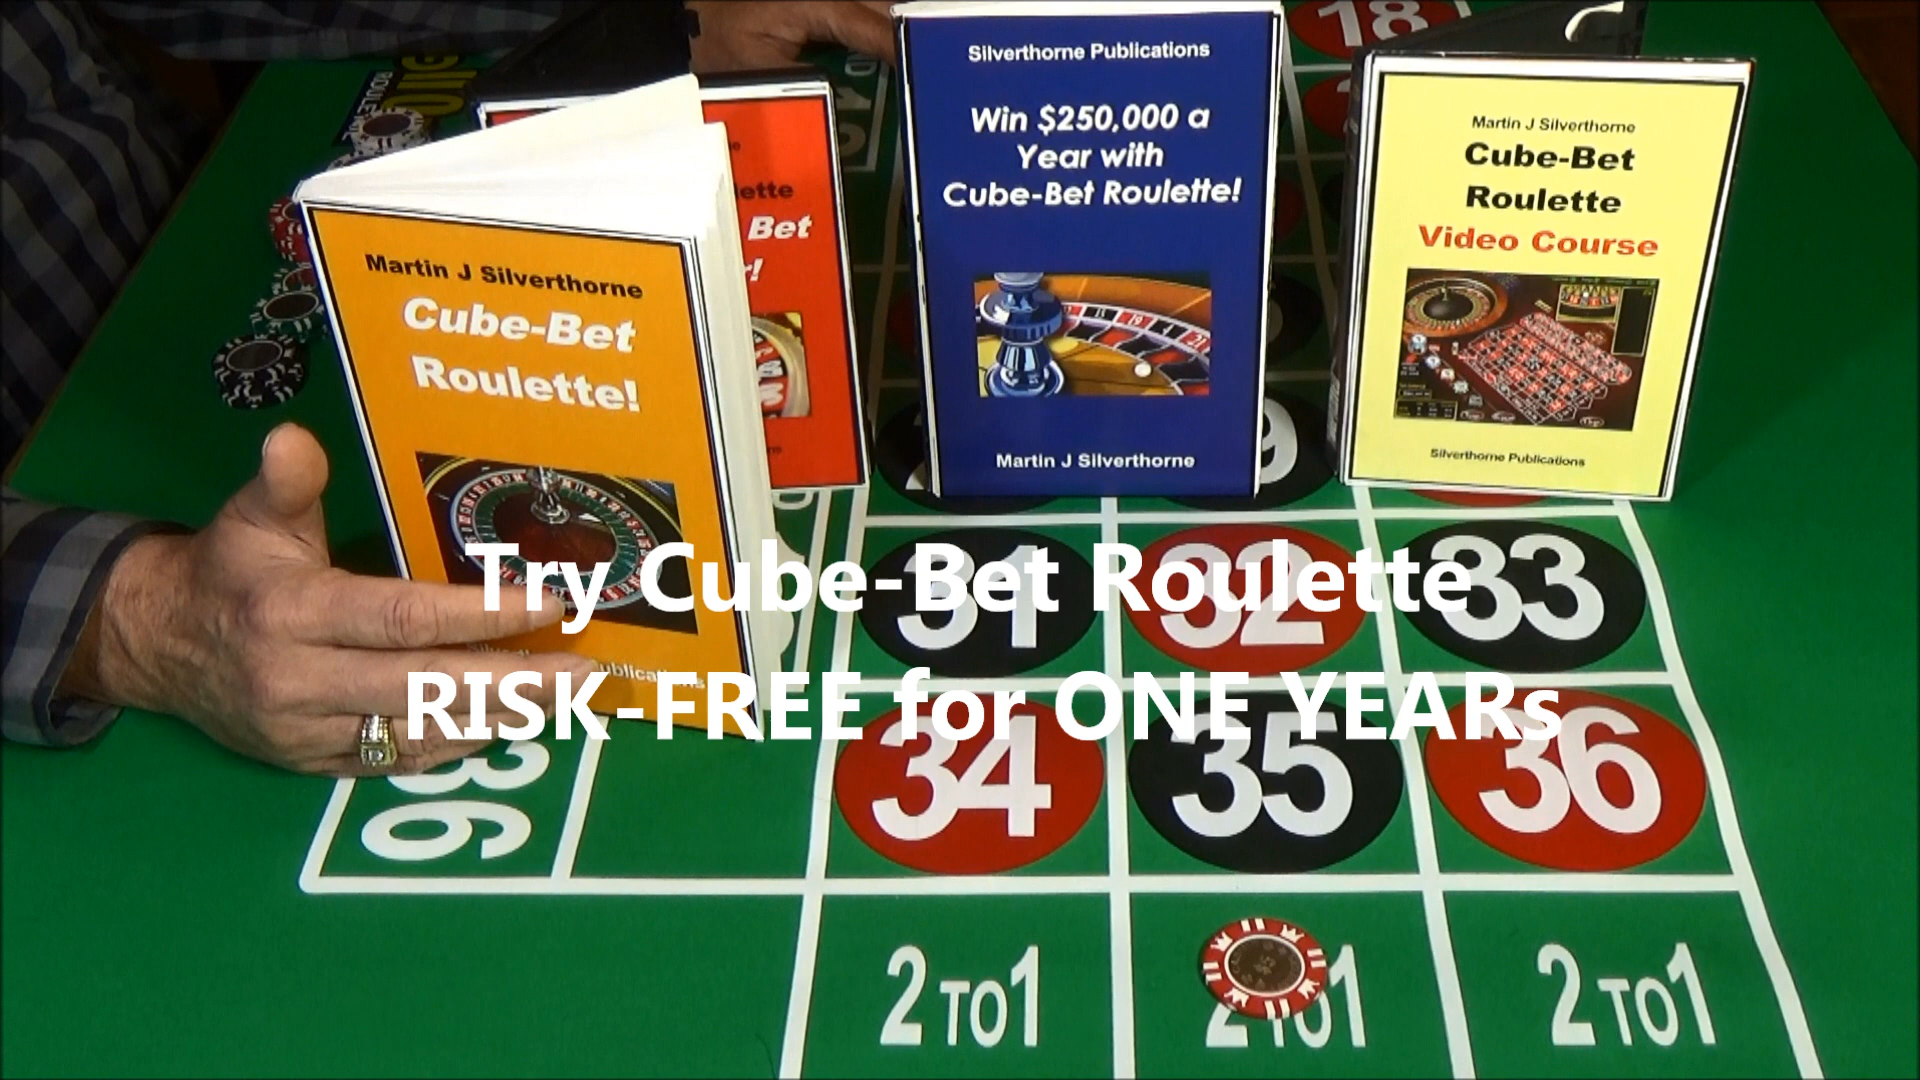 Silverthorne Publications
Win $250,000 a
Year with
Cube-Bet Roulette!
Martin J Silverthorne
Martin J Silverthorne
Cube-Bet
Roulette
Video Course
Silverthorne Publications
Martin J Silverthorne
Cube-Bet
Roulette!
Bet
18
Try Cube-Bet Roulette
RISK-FREE for ONE YEARs
31 32 33
34 35 36
36
2 TO 1
2 TO 1
2 TO 1